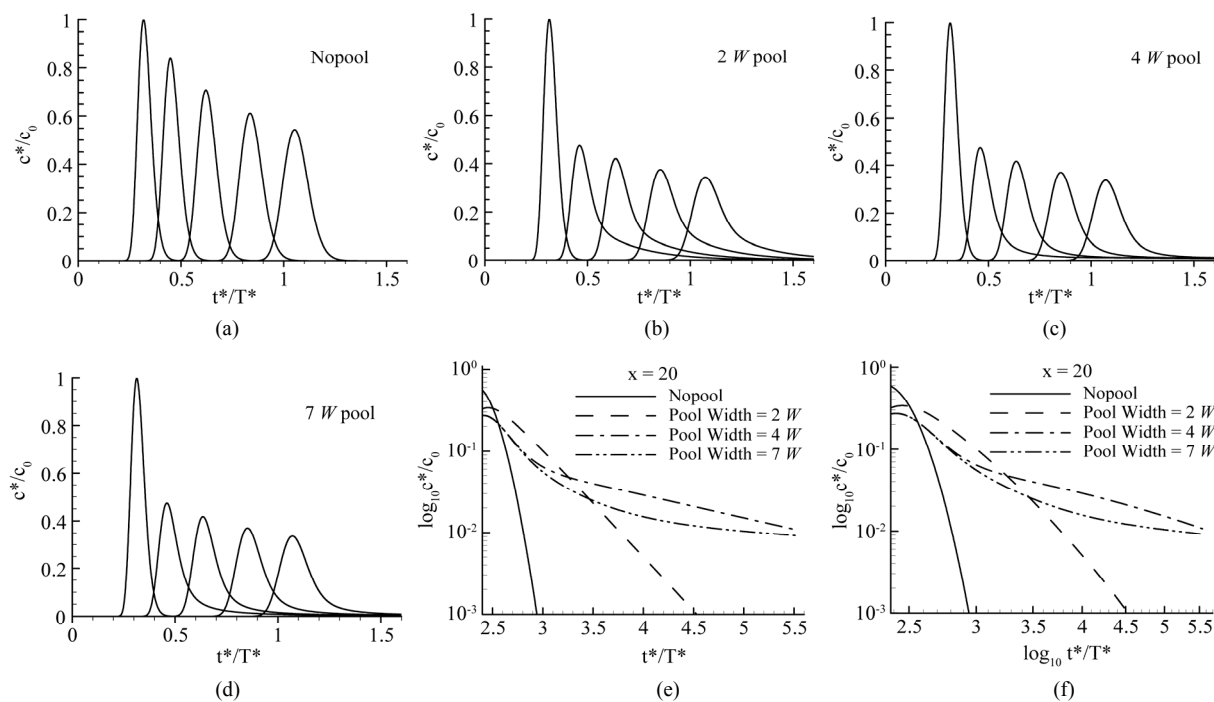 1
0.8
0.6
0.4
0.2
0
c*/c₀
Nopool
0 0.5 1 1.5
t*/T*
(a)
1
0.8
0.6
0.4
0.2
0
c*/c₀
2 W pool
0 0.5 1 1.5
t*/T*
(b)
1
0.8
0.6
0.4
0.2
0
c*/c₀
4 W pool
0 0.5 1 1.5
t*/T*
(c)
1
0.8
0.6
0.4
0.2
0
c*/c₀
7 W pool
0 0.5 1 1.5
t*/T*
(d)
10⁰
10⁻¹
10⁻²
10⁻³
log₁₀c*/c₀
x = 20
Nopool
Pool Width = 2 W
Pool Width = 4 W
Pool Width = 7 W
2.5 3 3.5 4 4.5 5 5.5
t*/T*
(e)
10⁰
10⁻¹
10⁻²
10⁻³
log₁₀c*/c₀
x = 20
Nopool
Pool Width = 2 W
Pool Width = 4 W
Pool Width = 7 W
2.5 3 3.5 4 4.5 5 5.5
log₁₀ t*/T*
(f)